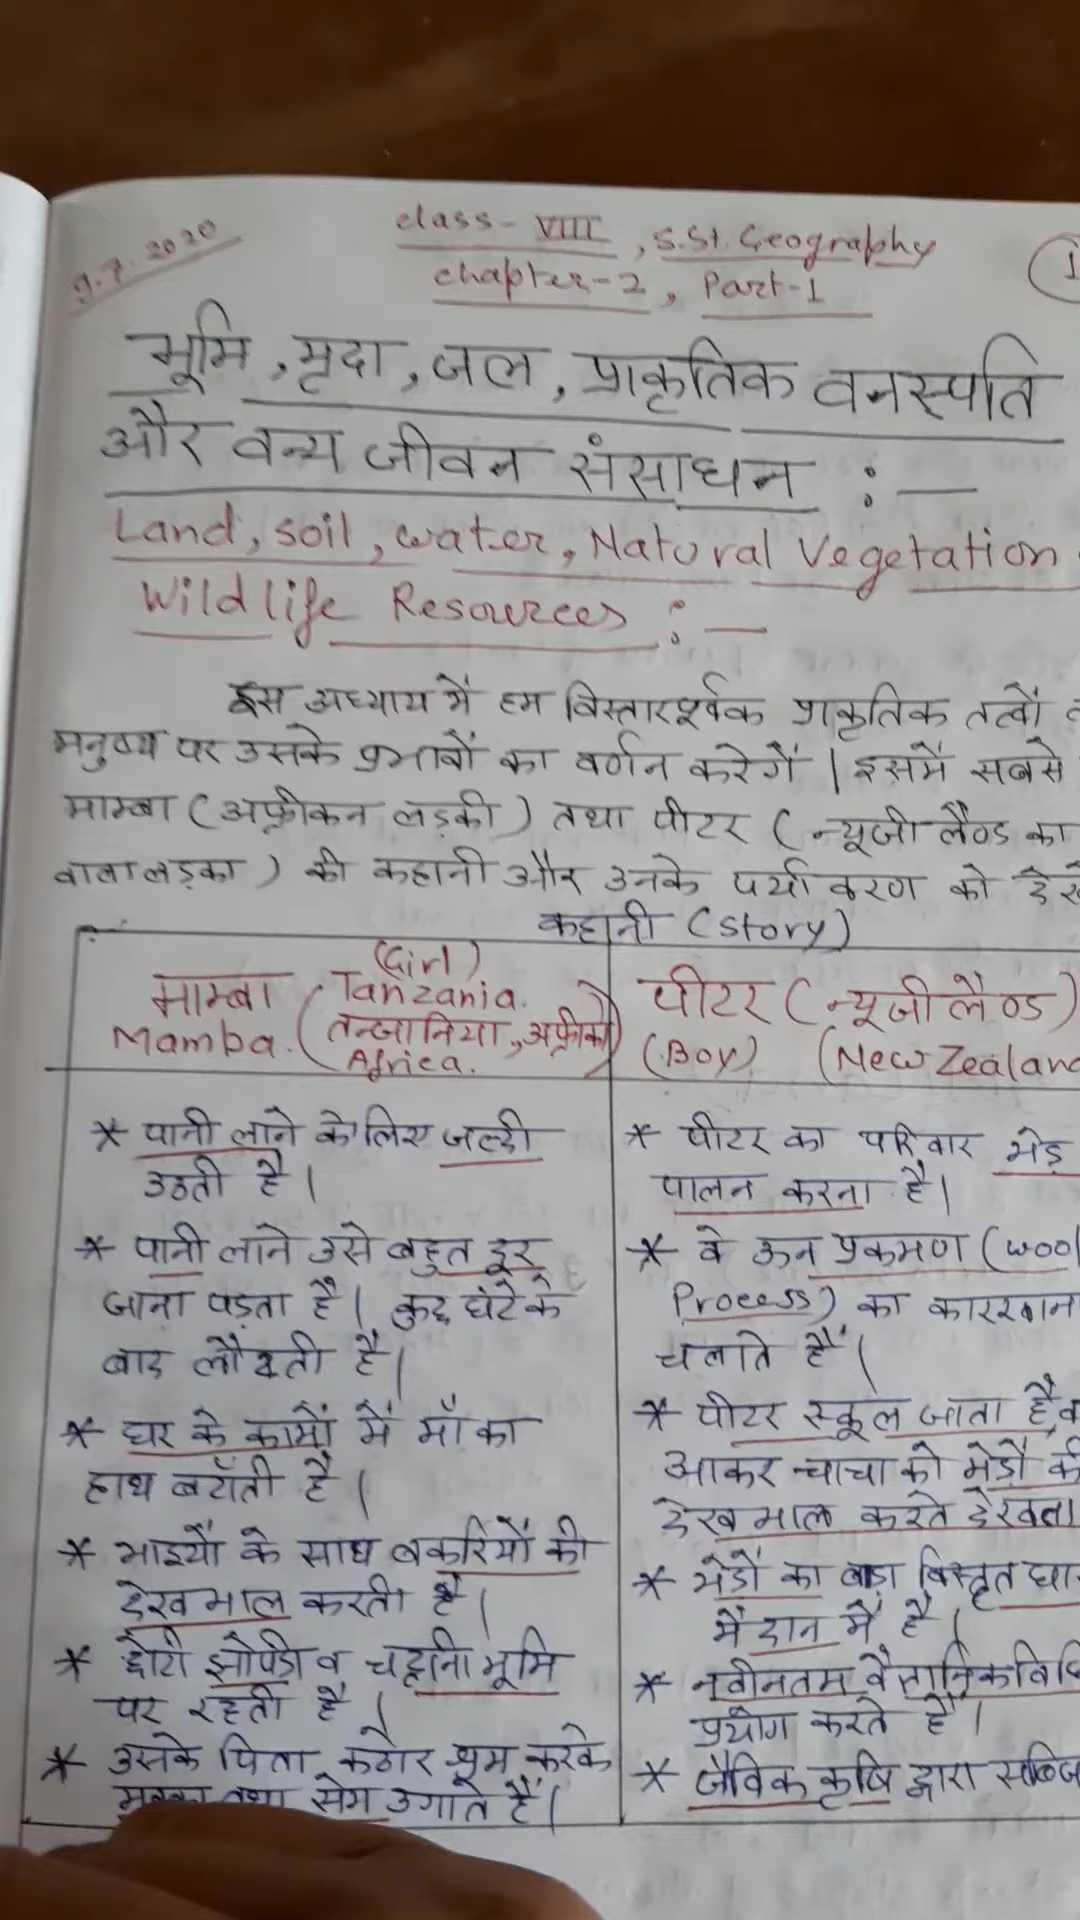 9.7.2020
class- VIII, S.St. Geography
chapter-2, Part-1
1
भूमि, मृदा, जल, प्राकृतिक वनस्पति
और वन्य जीवन संसाधन :—
Land, soil, water, Natural Vegetation
Wildlife Resources :—
इस अध्याय में हम विस्तारपूर्वक प्राकृतिक तत्वों
मनुष्य पर उसके प्रभावों का वर्णन करेगें। इसमें सबसे
माम्बा (अफ्रीकन लड़की) तथा पीटर (न्यूजीलैण्ड का
वाला लड़का) की कहानी और उनके पर्यावरण को
कहानी (Story)
माम्बा (Girl)
Tanzania.
Mamba. (तन्जानिया, अफ्रीका)
Africa.
पीटर (न्यूजीलैण्ड)
(Boy) (New Zealand
* पानी लाने के लिए जल्दी
उठती है।
* पानी लाने उसे बहुत दूर
जाना पड़ता है। कुछ घंटे के
बाद लौटती है।
* घर के कामों में माँ का
हाथ बटाँती है।
* भाइयों के साथ बकरियों की
देखभाल करती है।
* छोटी झोपड़ी व चट्टानी भूमि
पर रहती है।
* उसके पिता कठोर श्रम करके
मक्का तथा सेम उगाते हैं।
* पीटर का परिवार भेड़
पालन करना है।
* वे ऊन प्रकमण (wool
Process) का कारखाना
चलाते हैं।
* पीटर स्कूल जाता है,
आकर चाचा को भेड़ों की
देखभाल करते देखता
* भेडों का बाड़ा विस्तृत
मैदान में है।
* नवीनतम वैज्ञानिक विधि
प्रयोग करते हैं।
* जैविक कृषि द्वारा